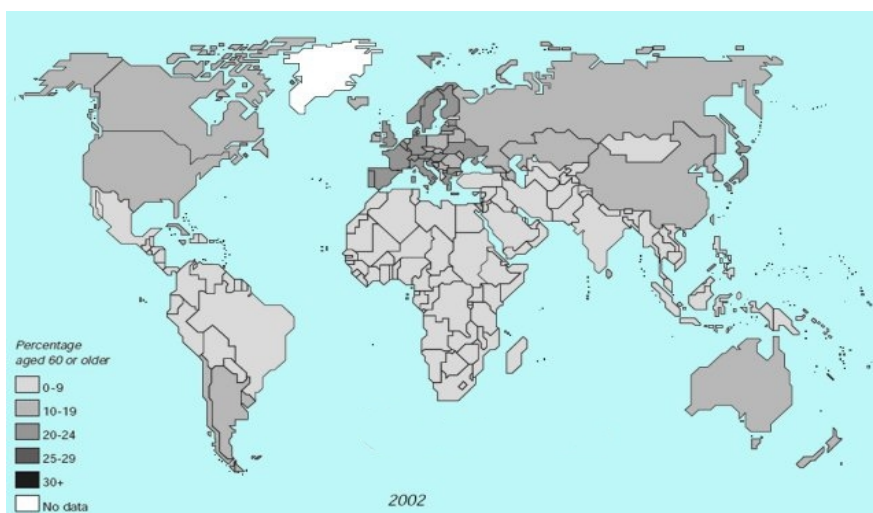 Percentage
aged 60 or older
0-9
10-19
20-24
25-29
30+
No data
2002